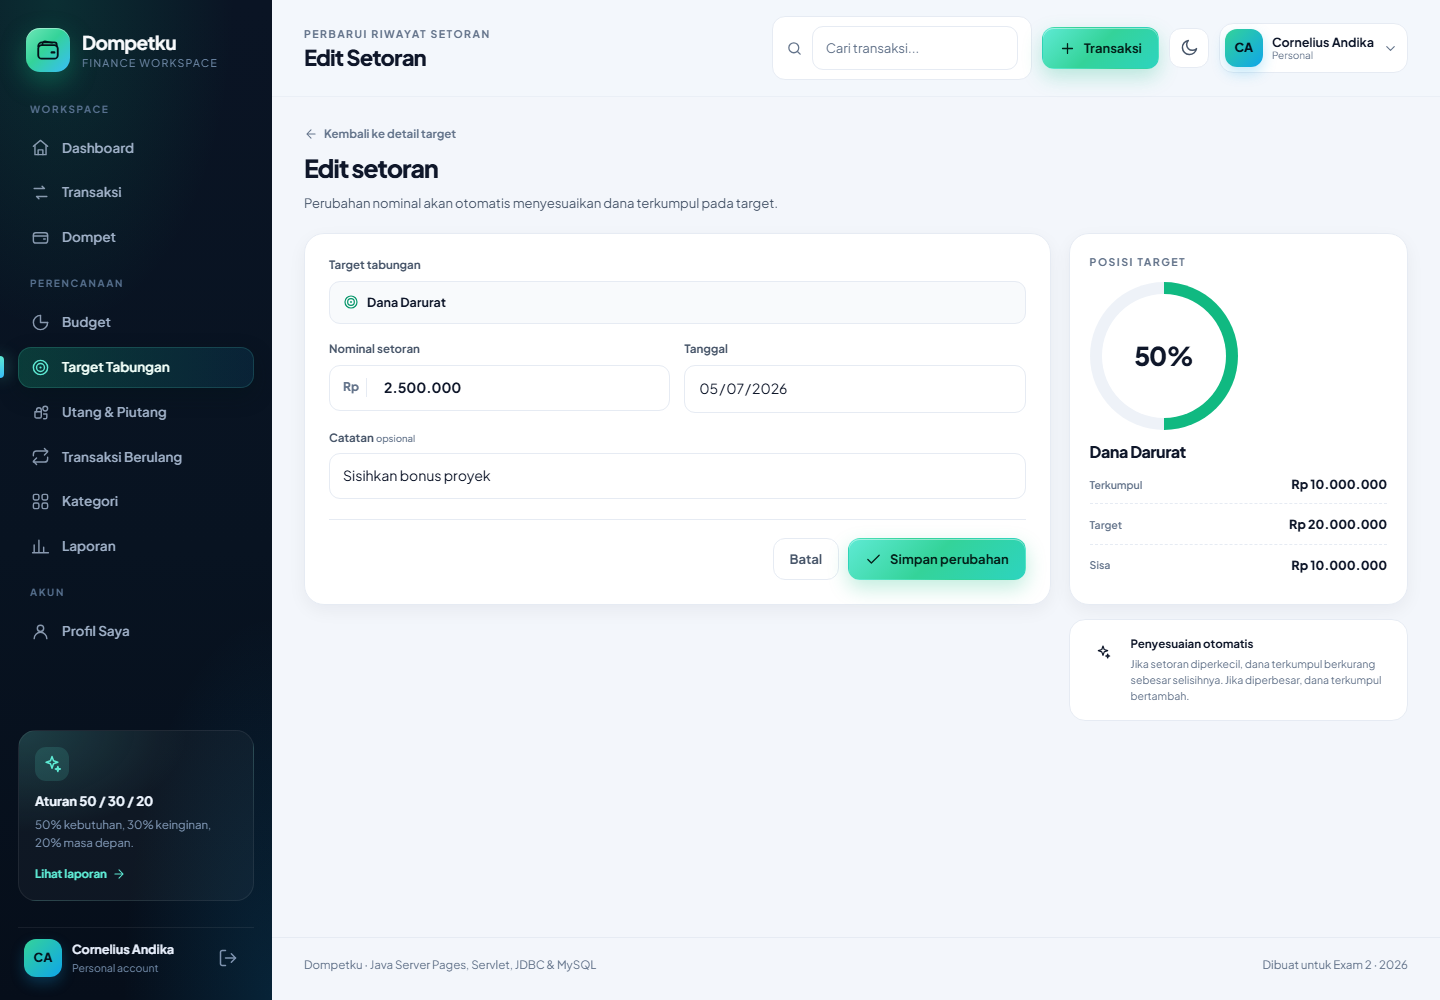 Dompetku
FINANCE WORKSPACE
WORKSPACE
Dashboard
Transaksi
Dompet
PERENCANAAN
Budget
Target Tabungan
Utang & Piutang
Transaksi Berulang
Kategori
Laporan
AKUN
Profil Saya
Aturan 50 / 30 / 20
50% kebutuhan, 30% keinginan,
20% masa depan.
Lihat laporan
CA
Cornelius Andika
Personal account
PERBARUI RIWAYAT SETORAN
Edit Setoran
Cari transaksi...
Transaksi
CA
Cornelius Andika
Personal
Kembali ke detail target
Edit setoran
Perubahan nominal akan otomatis menyesuaikan dana terkumpul pada target.
Target tabungan
Dana Darurat
Nominal setoran
Rp 2.500.000
Tanggal
05/07/2026
Catatan opsional
Sisihkan bonus proyek
Batal
Simpan perubahan
POSISI TARGET
50%
Dana Darurat
Terkumpul Rp 10.000.000
Target Rp 20.000.000
Sisa Rp 10.000.000
Penyesuaian otomatis
Jika setoran diperkecil, dana terkumpul berkurang
sebesar selisihnya. Jika diperbesar, dana terkumpul
bertambah.
Dompetku · Java Server Pages, Servlet, JDBC & MySQL
Dibuat untuk Exam 2 · 2026